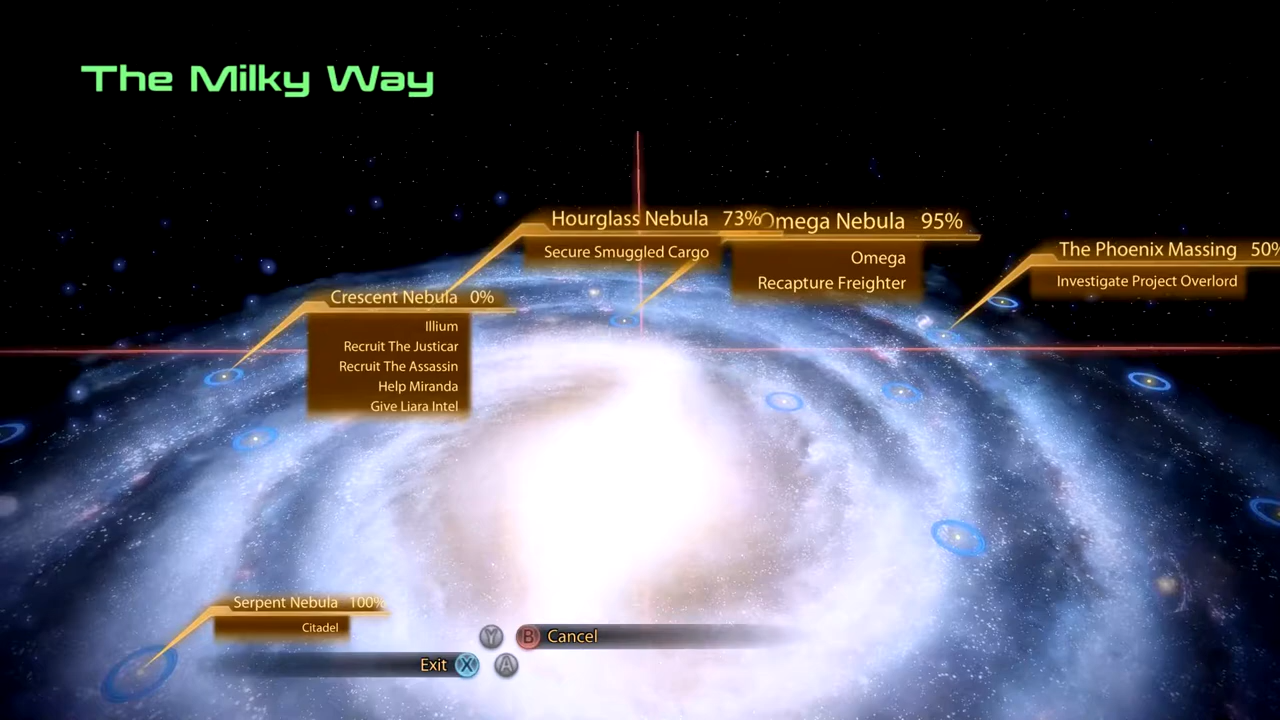 The Milky Way
Hourglass Nebula 73%
Secure Smuggled Cargo
Omega Nebula 95%
Omega
Recapture Freighter
The Phoenix Massing 50%
Investigate Project Overlord
Crescent Nebula 0%
Illium
Recruit The Justicar
Recruit The Assassin
Help Miranda
Give Liara Intel
Serpent Nebula 100%
Citadel
Y B Cancel
Exit X A